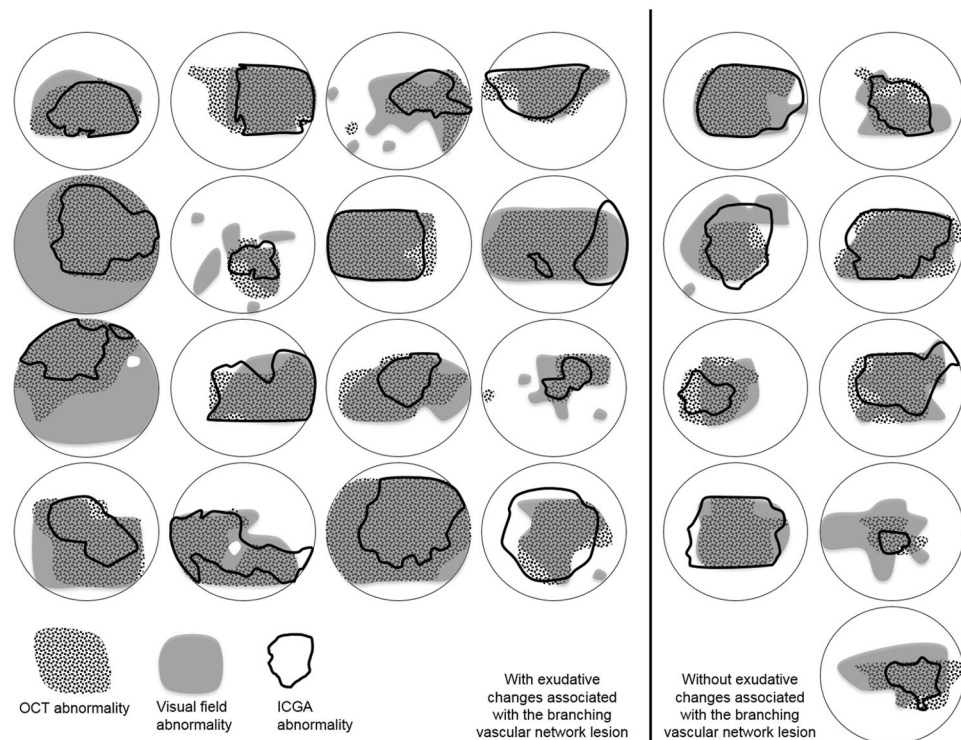 OCT abnormality
Visual field
abnormality
ICGA
abnormality
With exudative
changes associated
with the branching
vascular network lesion
Without exudative
changes associated
with the branching
vascular network lesion